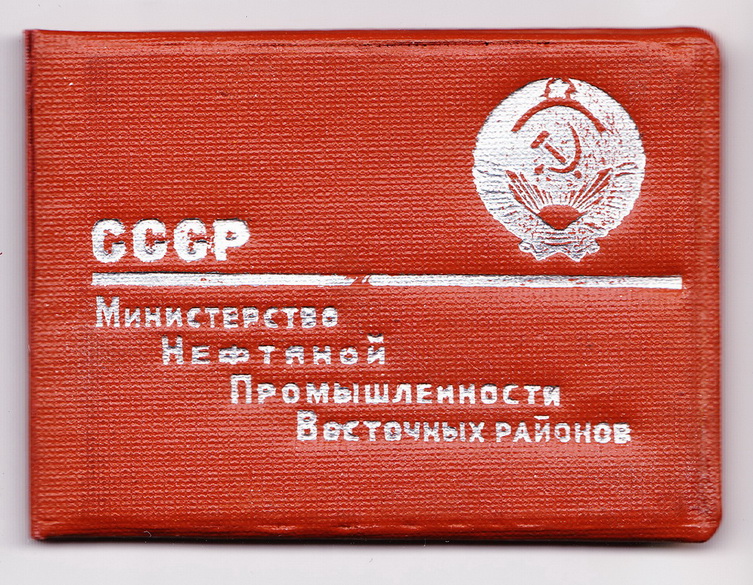 СССР
Министерство
Нефтяной
Промышленности
Восточных районов